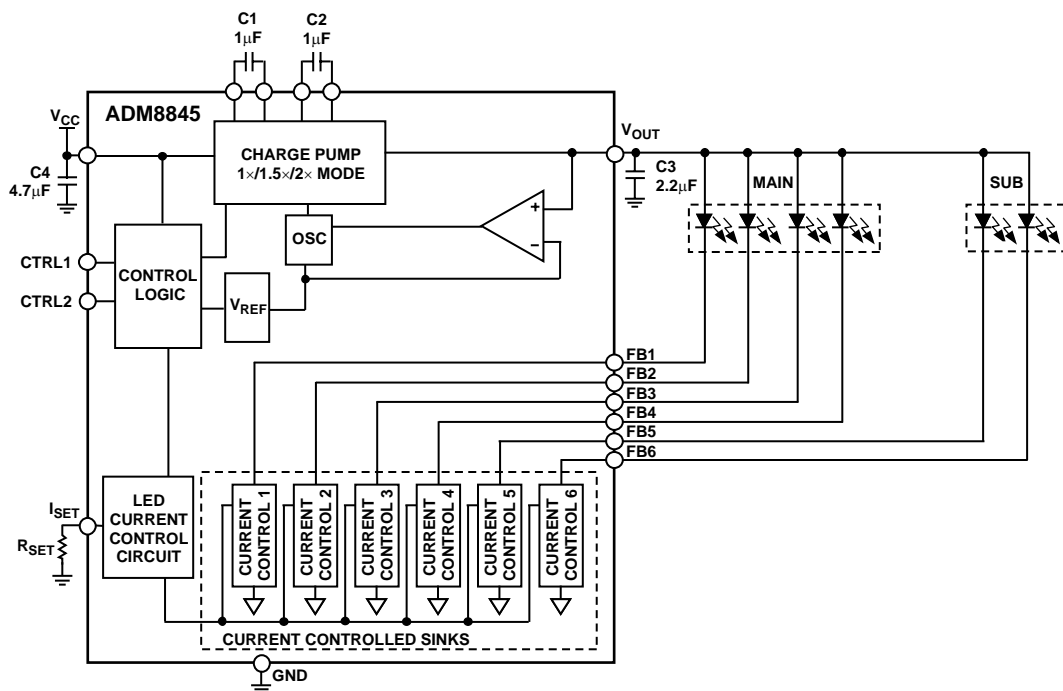 C1
1μF
C2
1μF
ADM8845
VCC
C4
4.7μF
CHARGE PUMP
1×/1.5×/2× MODE
VOUT
C3
2.2μF
MAIN
SUB
+
−
OSC
CTRL1
CTRL2
CONTROL
LOGIC
VREF
FB1
FB2
FB3
FB4
FB5
FB6
ISET
RSET
LED
CURRENT
CONTROL
CIRCUIT
CURRENT
CONTROL 1
CURRENT
CONTROL 2
CURRENT
CONTROL 3
CURRENT
CONTROL 4
CURRENT
CONTROL 5
CURRENT
CONTROL 6
CURRENT CONTROLLED SINKS
GND